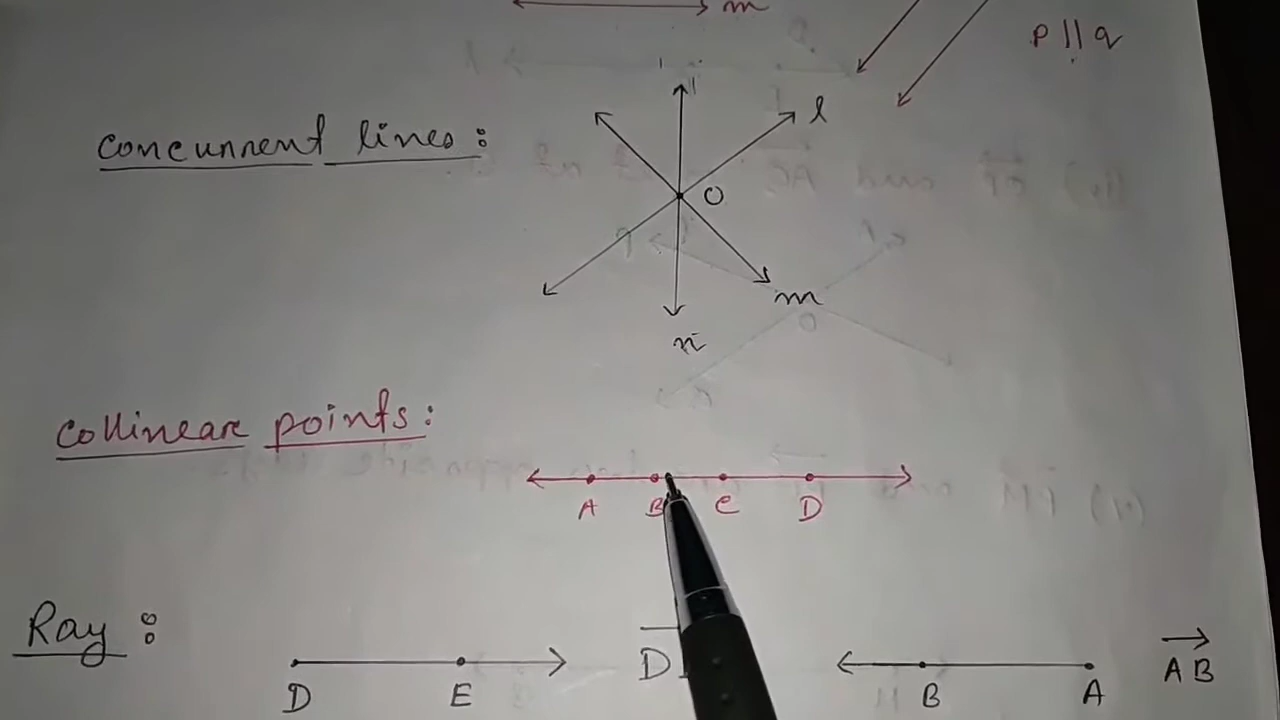 m
p || q
concurrent lines:
l
O
m
n
Collinear points:
A B C D
Ray:
D E
D
B A
AB